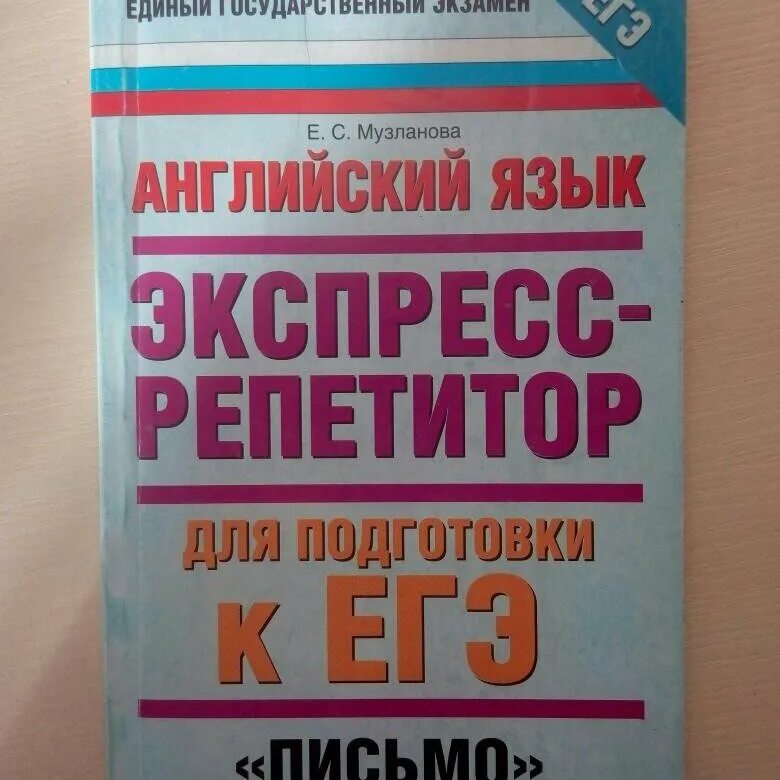 ЕДИНЫЙ ГОСУДАРСТВЕННЫЙ ЭКЗАМЕН
ЕГЭ
Е. С. Музланова
АНГЛИЙСКИЙ ЯЗЫК
ЭКСПРЕСС-
РЕПЕТИТОР
ДЛЯ ПОДГОТОВКИ
К ЕГЭ
«ПИСЬМО»